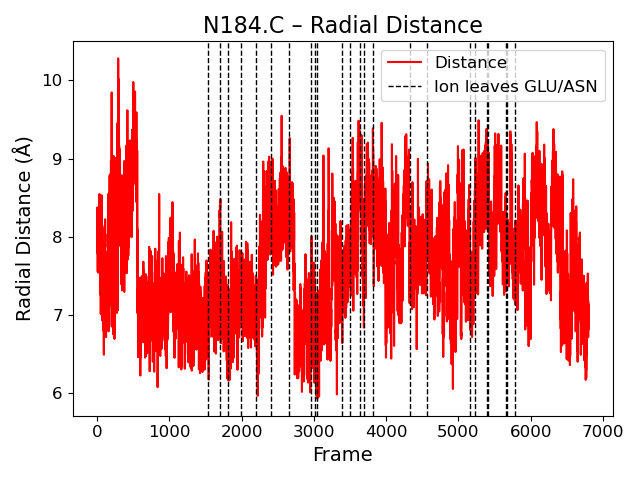 N184.C – Radial Distance
Distance
Ion leaves GLU/ASN
Radial Distance (Å)
10
9
8
7
6
0 1000 2000 3000 4000 5000 6000 7000
Frame